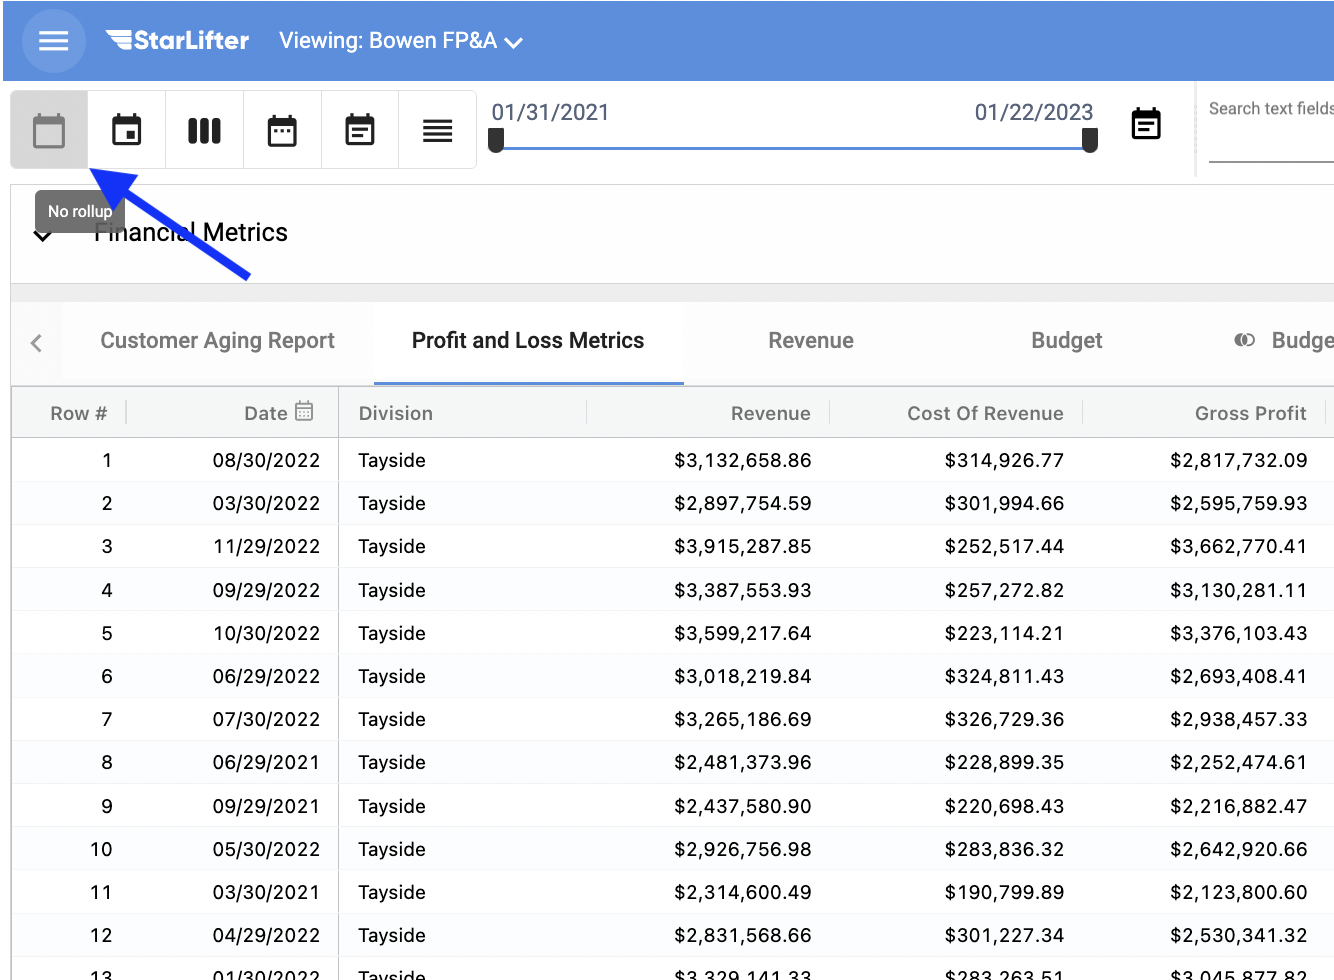 StarLifter Viewing: Bowen FP&A
01/31/2021 01/22/2023 Search text fields
No rollup
Financial Metrics
Customer Aging Report Profit and Loss Metrics Revenue Budget Budge
Row # Date Division Revenue Cost Of Revenue Gross Profit
1 08/30/2022 Tayside $3,132,658.86 $314,926.77 $2,817,732.09
2 03/30/2022 Tayside $2,897,754.59 $301,994.66 $2,595,759.93
3 11/29/2022 Tayside $3,915,287.85 $252,517.44 $3,662,770.41
4 09/29/2022 Tayside $3,387,553.93 $257,272.82 $3,130,281.11
5 10/30/2022 Tayside $3,599,217.64 $223,114.21 $3,376,103.43
6 06/29/2022 Tayside $3,018,219.84 $324,811.43 $2,693,408.41
7 07/30/2022 Tayside $3,265,186.69 $326,729.36 $2,938,457.33
8 06/29/2021 Tayside $2,481,373.96 $228,899.35 $2,252,474.61
9 09/29/2021 Tayside $2,437,580.90 $220,698.43 $2,216,882.47
10 05/30/2022 Tayside $2,926,756.98 $283,836.32 $2,642,920.66
11 03/30/2021 Tayside $2,314,600.49 $190,799.89 $2,123,800.60
12 04/29/2022 Tayside $2,831,568.66 $301,227.34 $2,530,341.32
13 01/30/2022 Tayside $3,329,141.33 $283,263.51 $3,045,877.82